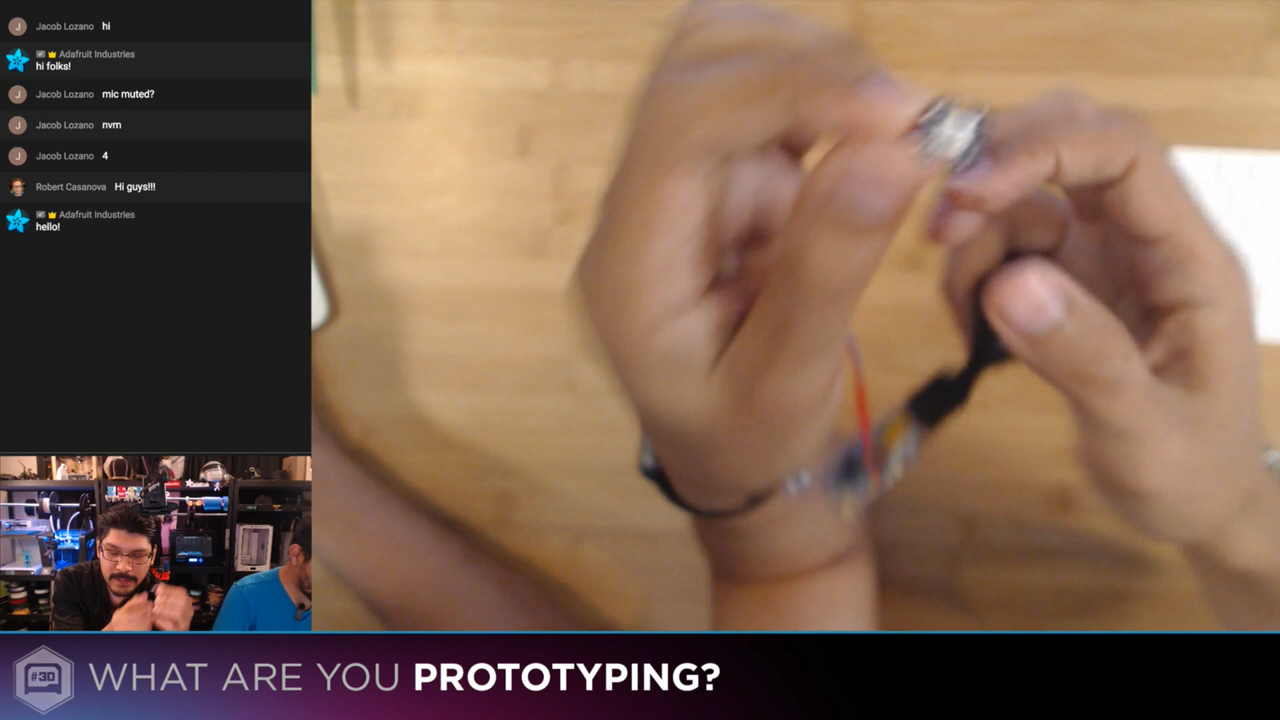 J Jacob Lozano hi
Adafruit Industries
hi folks!
J Jacob Lozano mic muted?
J Jacob Lozano nvm
J Jacob Lozano 4
Robert Casanova Hi guys!!!
Adafruit Industries
hello!
#3D WHAT ARE YOU PROTOTYPING?